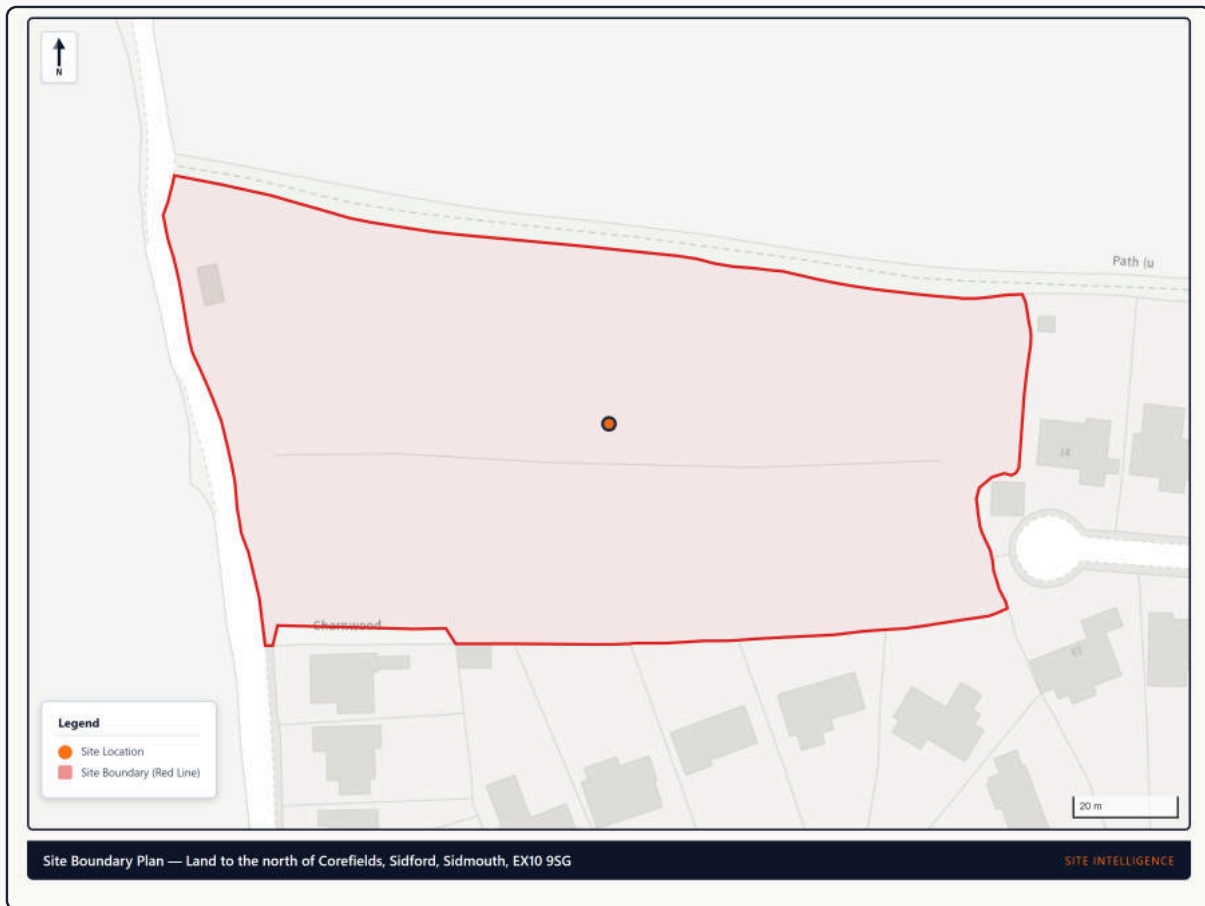 N
Path (u
14
Charnwood
Legend
Site Location
Site Boundary (Red Line)
20 m
Site Boundary Plan — Land to the north of Corefields, Sidford, Sidmouth, EX10 9SG
SITE INTELLIGENCE